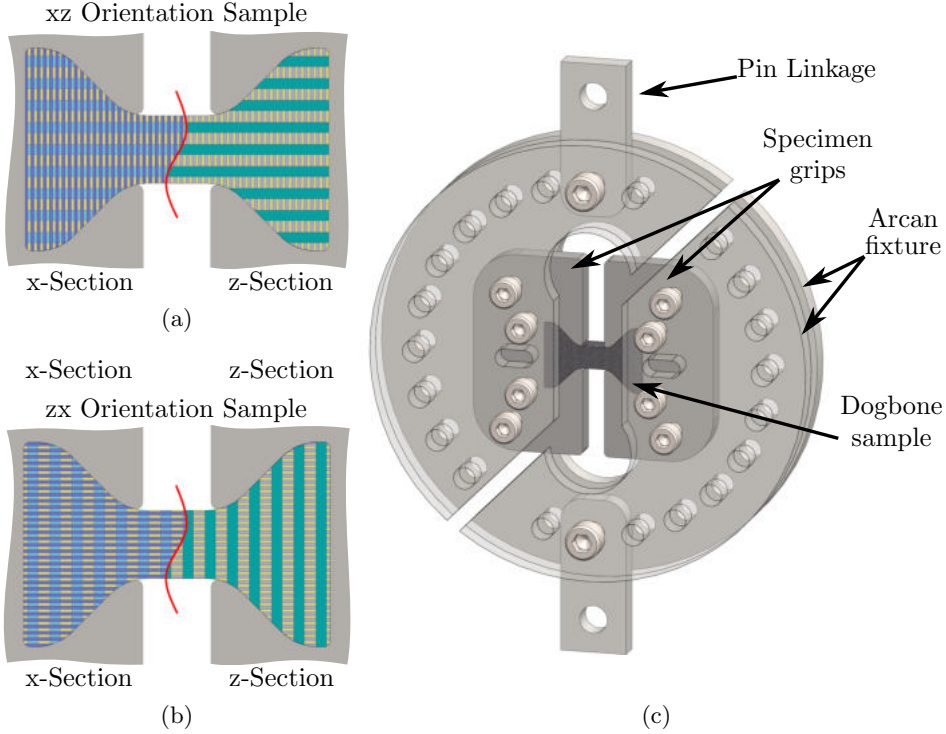 xz Orientation Sample
x-Section
z-Section
(a)
x-Section
z-Section
zx Orientation Sample
x-Section
z-Section
(b)
Pin Linkage
Specimen
grips
Arcan
fixture
Dogbone
sample
(c)